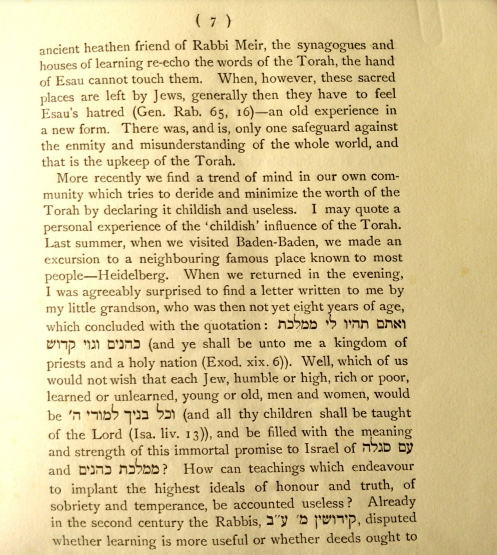 ( 7 )
ancient heathen friend of Rabbi Meir, the synagogues and
houses of learning re-echo the words of the Torah, the hand
of Esau cannot touch them. When, however, these sacred
places are left by Jews, generally then they have to feel
Esau's hatred (Gen. Rab. 65, 16)—an old experience in
a new form. There was, and is, only one safeguard against
the enmity and misunderstanding of the whole world, and
that is the upkeep of the Torah.
More recently we find a trend of mind in our own com-
munity which tries to deride and minimize the worth of the
Torah by declaring it childish and useless. I may quote a
personal experience of the 'childish' influence of the Torah.
Last summer, when we visited Baden-Baden, we made an
excursion to a neighbouring famous place known to most
people—Heidelberg. When we returned in the evening,
I was agreeably surprised to find a letter written to me by
my little grandson, who was then not yet eight years of age,
which concluded with the quotation: ואתם תהיו לי ממלכת
כהנים וגוי קדוש (and ye shall be unto me a kingdom of
priests and a holy nation (Exod. xix. 6)). Well, which of us
would not wish that each Jew, humble or high, rich or poor,
learned or unlearned, young or old, men and women, would
be וכל בניך למודי ה' (and all thy children shall be taught
of the Lord (Isa. liv. 13)), and be filled with the meaning
and strength of this immortal promise to Israel of עם סגלה
and ממלכת כהנים? How can teachings which endeavour
to implant the highest ideals of honour and truth, of
sobriety and temperance, be accounted useless? Already
in the second century the Rabbis, קידושין מ' ע"ב, disputed
whether learning is more useful or whether deeds ought to